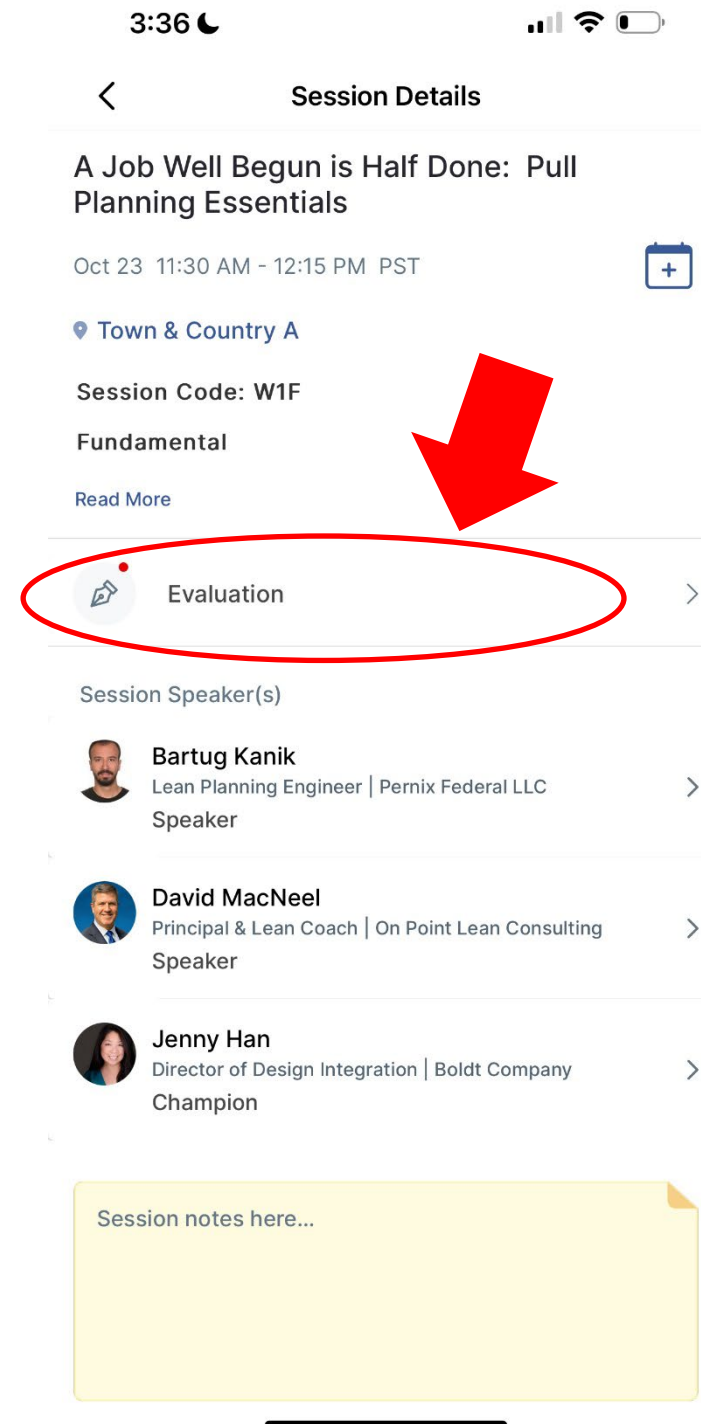 3:36
Session Details
A Job Well Begun is Half Done: Pull
Planning Essentials
Oct 23 11:30 AM - 12:15 PM PST
Town & Country A
Session Code: W1F
Fundamental
Read More
Evaluation
Session Speaker(s)
Bartug Kanik
Lean Planning Engineer | Pernix Federal LLC
Speaker
David MacNeel
Principal & Lean Coach | On Point Lean Consulting
Speaker
Jenny Han
Director of Design Integration | Boldt Company
Champion
Session notes here...